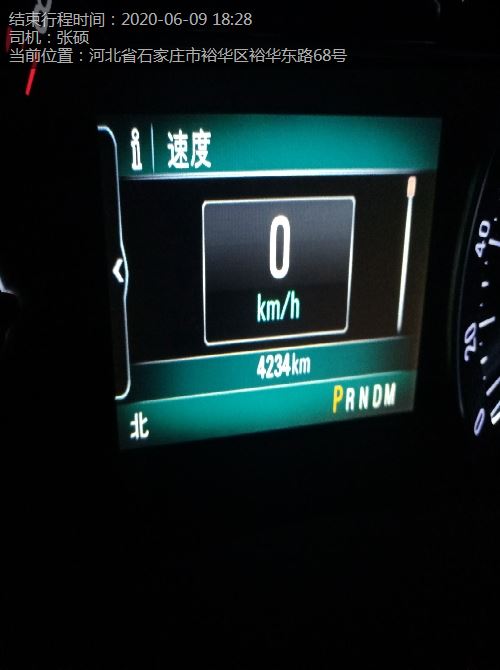 结束行程时间：2020-06-09 18:28
司机：张硕
当前位置：河北省石家庄市裕华区裕华东路68号
i 速度
0
km/h
4234km
北 PRNDM
40
20
0